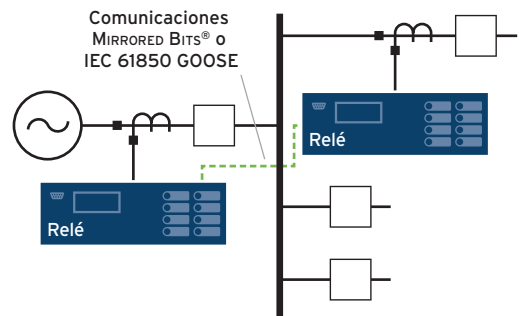 Comunicaciones
MIRRORED BITS® o
IEC 61850 GOOSE
Relé
Relé